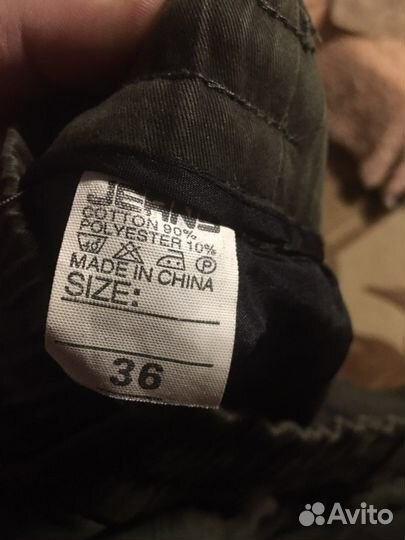 JEANS
COTTON 90%
POLYESTER 10%
P
MADE IN CHINA
SIZE:
36
Avito